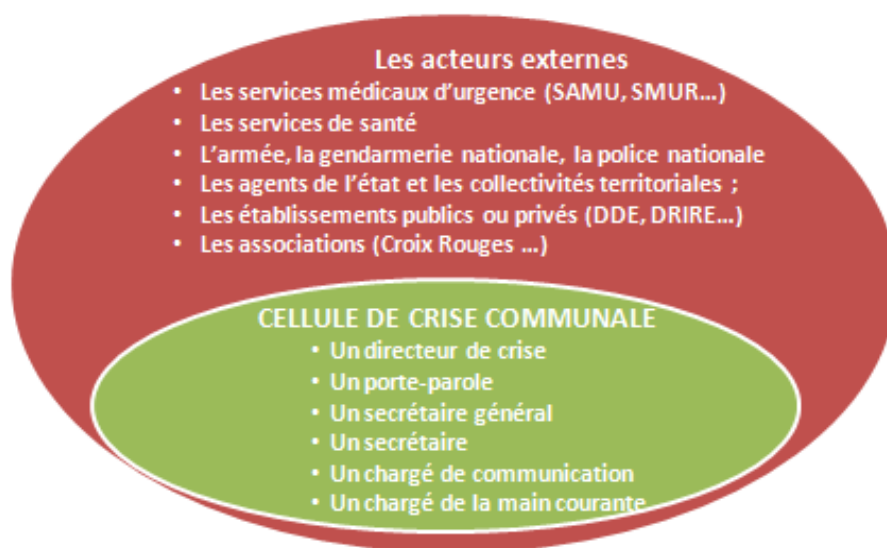 Les acteurs externes
• Les services médicaux d'urgence (SAMU, SMUR...)
• Les services de santé
• L'armée, la gendarmerie nationale, la police nationale
• Les agents de l'état et les collectivités territoriales ;
• Les établissements publics ou privés (DDE, DRIRE...)
• Les associations (Croix Rouges ...)
CELLULE DE CRISE COMMUNALE
• Un directeur de crise
• Un porte-parole
• Un secrétaire général
• Un secrétaire
• Un chargé de communication
• Un chargé de la main courante